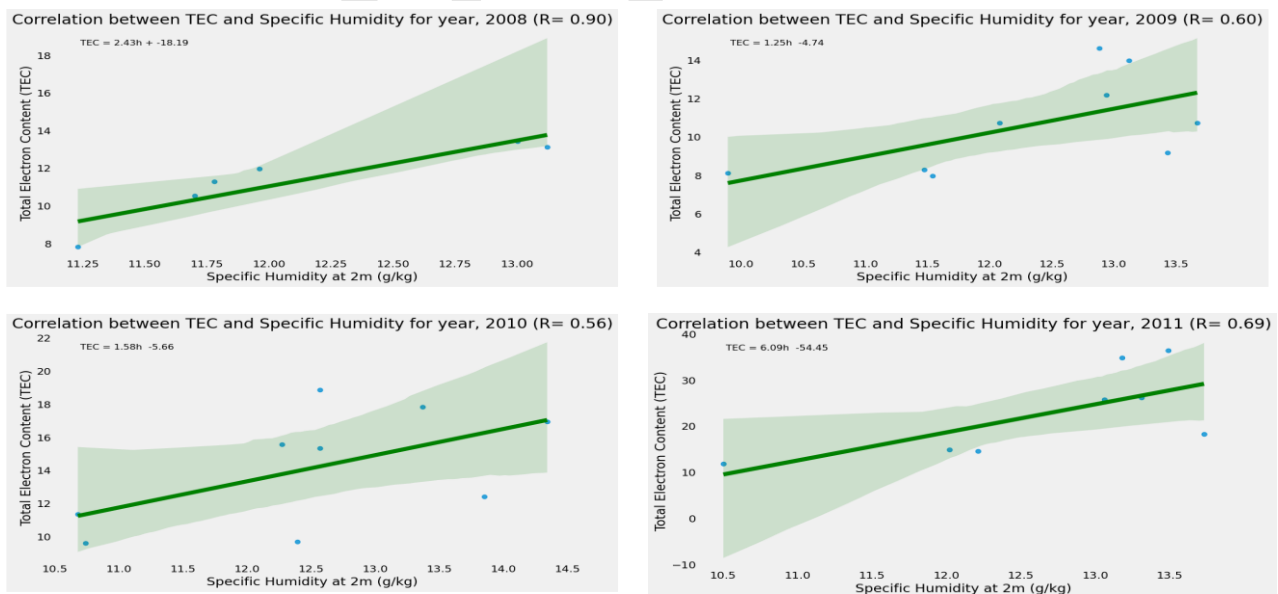 Correlation between TEC and Specific Humidity for year, 2008 (R= 0.90)
TEC = 2.43h + -18.19
Total Electron Content (TEC)
18
16
14
12
10
8
11.25 11.50 11.75 12.00 12.25 12.50 12.75 13.00
Specific Humidity at 2m (g/kg)
Correlation between TEC and Specific Humidity for year, 2009 (R= 0.60)
TEC = 1.25h -4.74
Total Electron Content (TEC)
14
12
10
8
6
4
10.0 10.5 11.0 11.5 12.0 12.5 13.0 13.5
Specific Humidity at 2m (g/kg)
Correlation between TEC and Specific Humidity for year, 2010 (R= 0.56)
TEC = 1.58h -5.66
Total Electron Content (TEC)
22
20
18
16
14
12
10
10.5 11.0 11.5 12.0 12.5 13.0 13.5 14.0 14.5
Specific Humidity at 2m (g/kg)
Correlation between TEC and Specific Humidity for year, 2011 (R= 0.69)
TEC = 6.09h -54.45
Total Electron Content (TEC)
40
30
20
10
0
−10
10.5 11.0 11.5 12.0 12.5 13.0 13.5
Specific Humidity at 2m (g/kg)